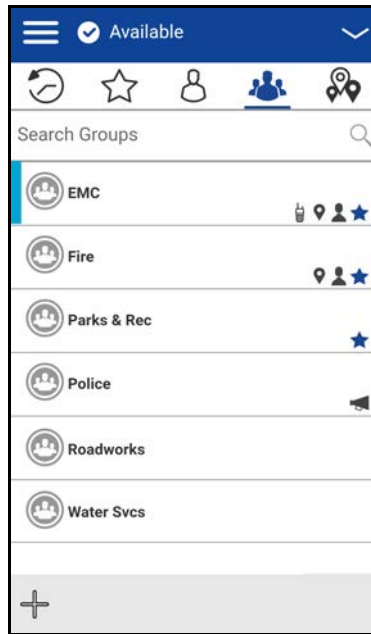 Available
Search Groups
EMC
Fire
Parks & Rec
Police
Roadworks
Water Svcs